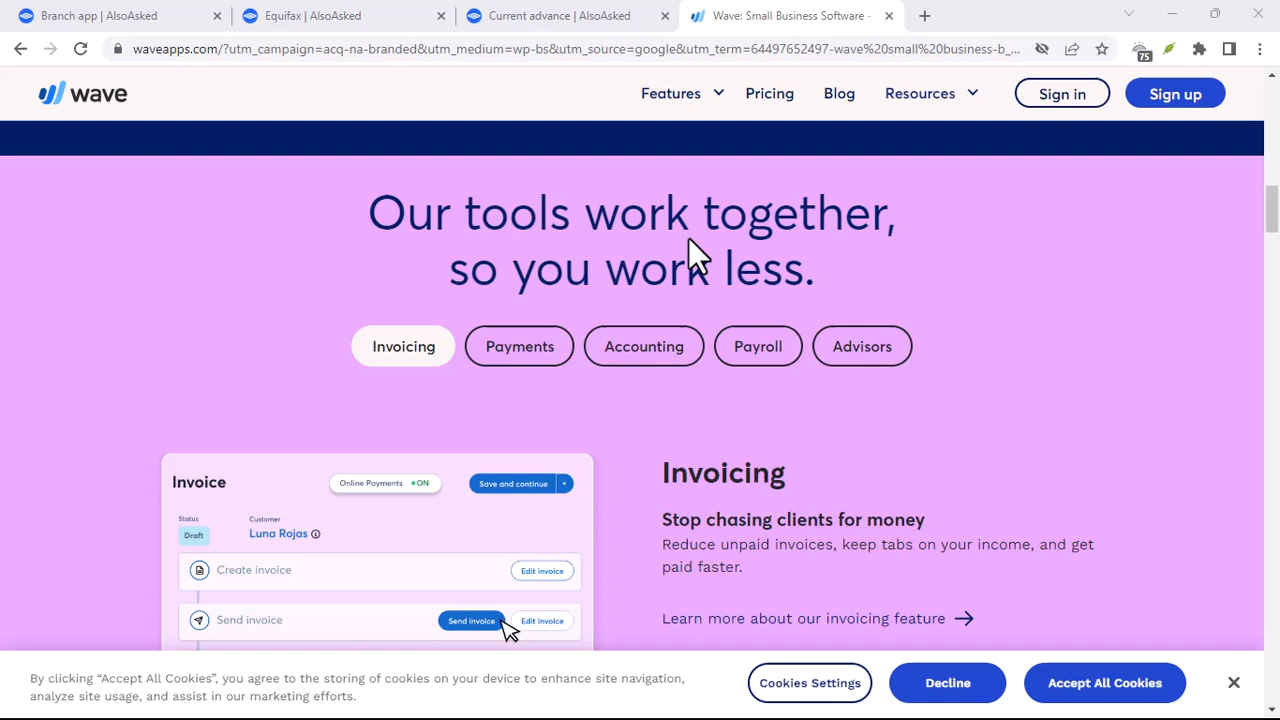 Branch app | AlsoAsked
Equifax | AlsoAsked
Current advance | AlsoAsked
Wave: Small Business Software -
waveapps.com/?utm_campaign=acq-na-branded&utm_medium=wp-bs&utm_source=google&utm_term=64497652497-wave%20small%20business-b_...
75
wave
Features
Pricing
Blog
Resources
Sign in
Sign up
Our tools work together,
so you work less.
Invoicing
Payments
Accounting
Payroll
Advisors
Invoice
Online Payments ON
Save and continue
Status
Draft
Customer
Luna Rojas
Create invoice
Edit invoice
Send invoice
Send invoice
Edit invoice
Invoicing
Stop chasing clients for money
Reduce unpaid invoices, keep tabs on your income, and get
paid faster.
Learn more about our invoicing feature
By clicking “Accept All Cookies”, you agree to the storing of cookies on your device to enhance site navigation,
analyze site usage, and assist in our marketing efforts.
Cookies Settings
Decline
Accept All Cookies